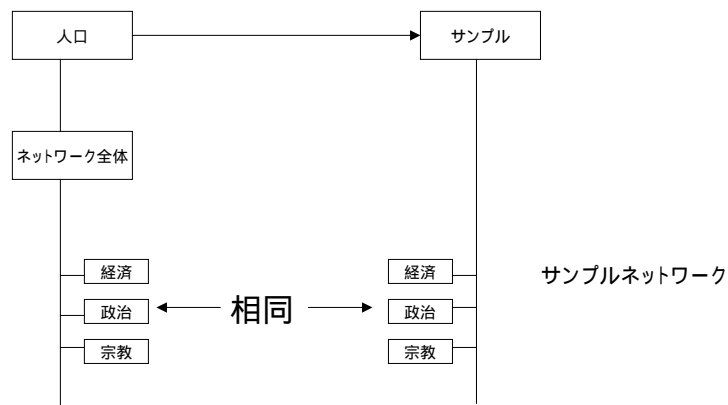 人口
サンプル
ネットワーク全体
経済
経済
サンプルネットワーク
政治
相同
政治
宗教
宗教